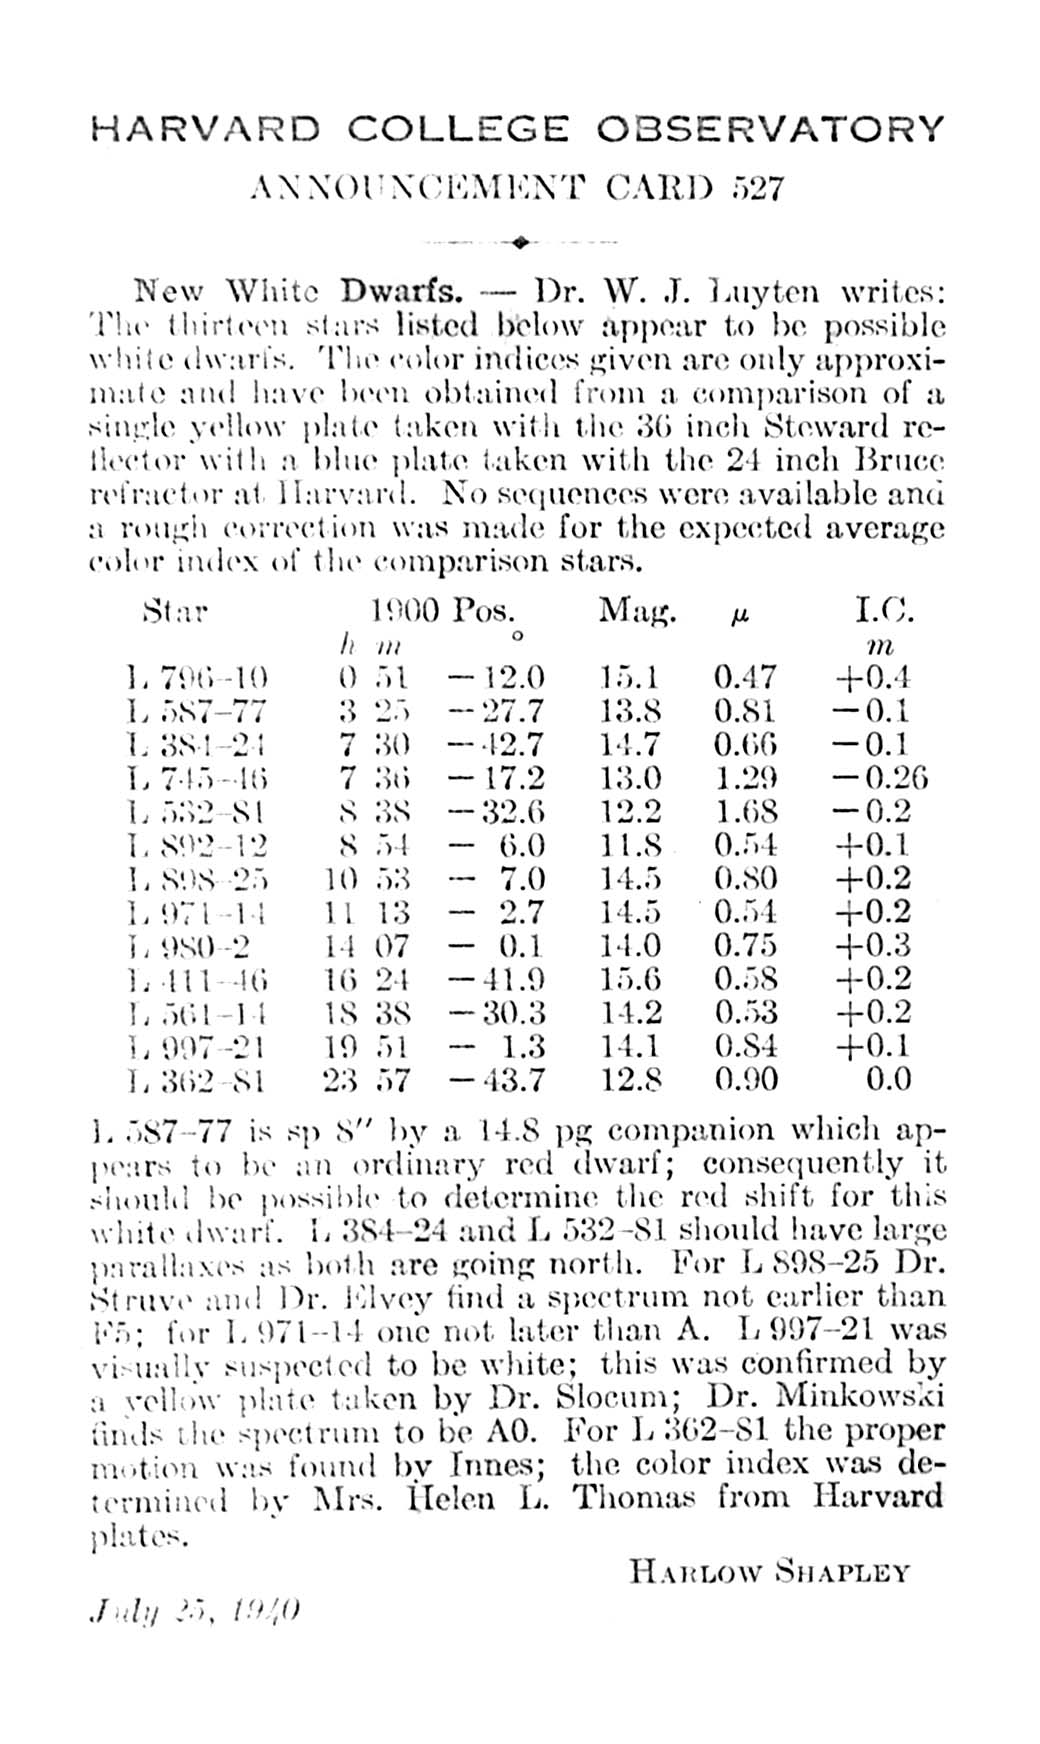 HARVARD COLLEGE OBSERVATORY
ANNOUNCEMENT CARD 527
New White Dwarfs. — Dr. W. J. Luyten writes:
The thirteen stars listed below appear to be possible
white dwarfs. The color indices given are only approxi-
mate and have been obtained from a comparison of a
single yellow plate taken with the 36 inch Steward re-
flector with a blue plate taken with the 24 inch Bruce
refractor at Harvard. No sequences were available and
a rough correction was made for the expected average
color index of the comparison stars.
Star 1900 Pos. Mag. μ I.C.
h m ° m
L 796–10 0 51 −12.0 15.1 0.47 +0.4
L 587–77 3 25 −27.7 13.8 0.81 −0.1
L 384–24 7 30 −42.7 14.7 0.66 −0.1
L 745–46 7 36 −17.2 13.0 1.29 −0.26
L 532–81 8 38 −32.6 12.2 1.68 −0.2
L 892–12 8 54 − 6.0 11.8 0.54 +0.1
L 898–25 10 53 − 7.0 14.5 0.80 +0.2
L 971–14 11 13 − 2.7 14.5 0.54 +0.2
L 980–2 14 07 − 0.1 14.0 0.75 +0.3
L 411–46 16 24 −41.9 15.6 0.58 +0.2
L 561–14 18 38 −30.3 14.2 0.53 +0.2
L 997–21 19 51 − 1.3 14.1 0.84 +0.1
L 362–81 23 57 −43.7 12.8 0.90 0.0
L 587–77 is sp 8″ by a 14.8 pg companion which ap-
pears to be an ordinary red dwarf; consequently it
should be possible to determine the red shift for this
white dwarf. L 384–24 and L 532–81 should have large
parallaxes as both are going north. For L 898–25 Dr.
Struve and Dr. Elvey find a spectrum not earlier than
F5; for L 971–14 one not later than A. L 997–21 was
visually suspected to be white; this was confirmed by
a yellow plate taken by Dr. Slocum; Dr. Minkowski
finds the spectrum to be A0. For L 362–81 the proper
motion was found by Innes; the color index was de-
termined by Mrs. Helen L. Thomas from Harvard
plates.
HARLOW SHAPLEY
July 25, 1940